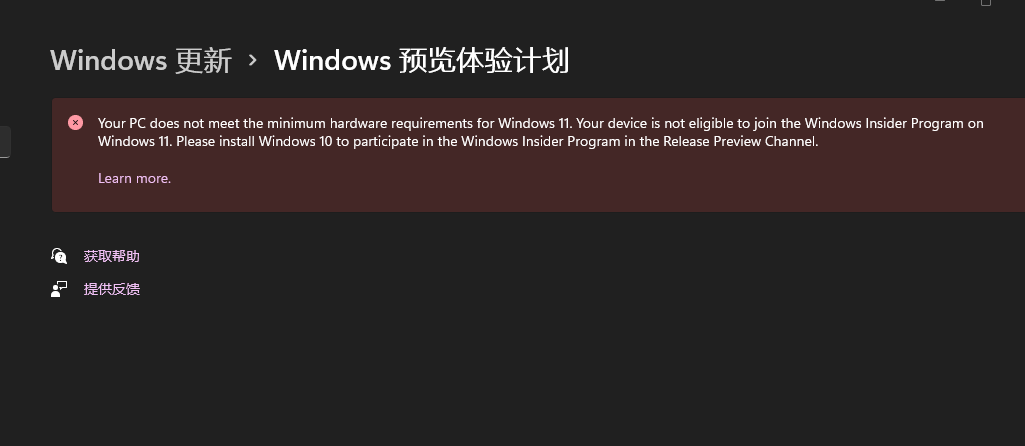 Windows 更新 › Windows 预览体验计划
Your PC does not meet the minimum hardware requirements for Windows 11. Your device is not eligible to join the Windows Insider Program on
Windows 11. Please install Windows 10 to participate in the Windows Insider Program in the Release Preview Channel.
Learn more.
获取帮助
提供反馈